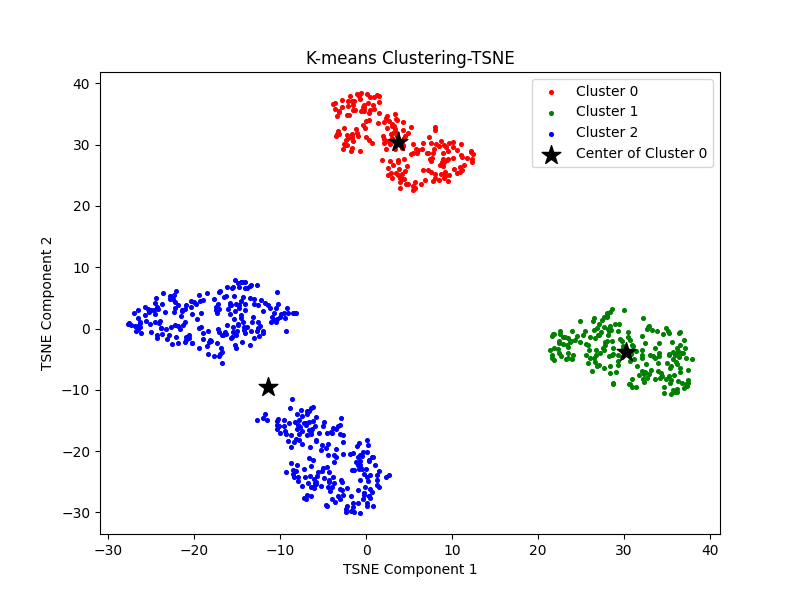 K-means Clustering-TSNE
Cluster 0
Cluster 1
Cluster 2
Center of Cluster 0
TSNE Component 2
40
30
20
10
0
−10
−20
−30
−30
−20
−10
0
10
20
30
40
TSNE Component 1